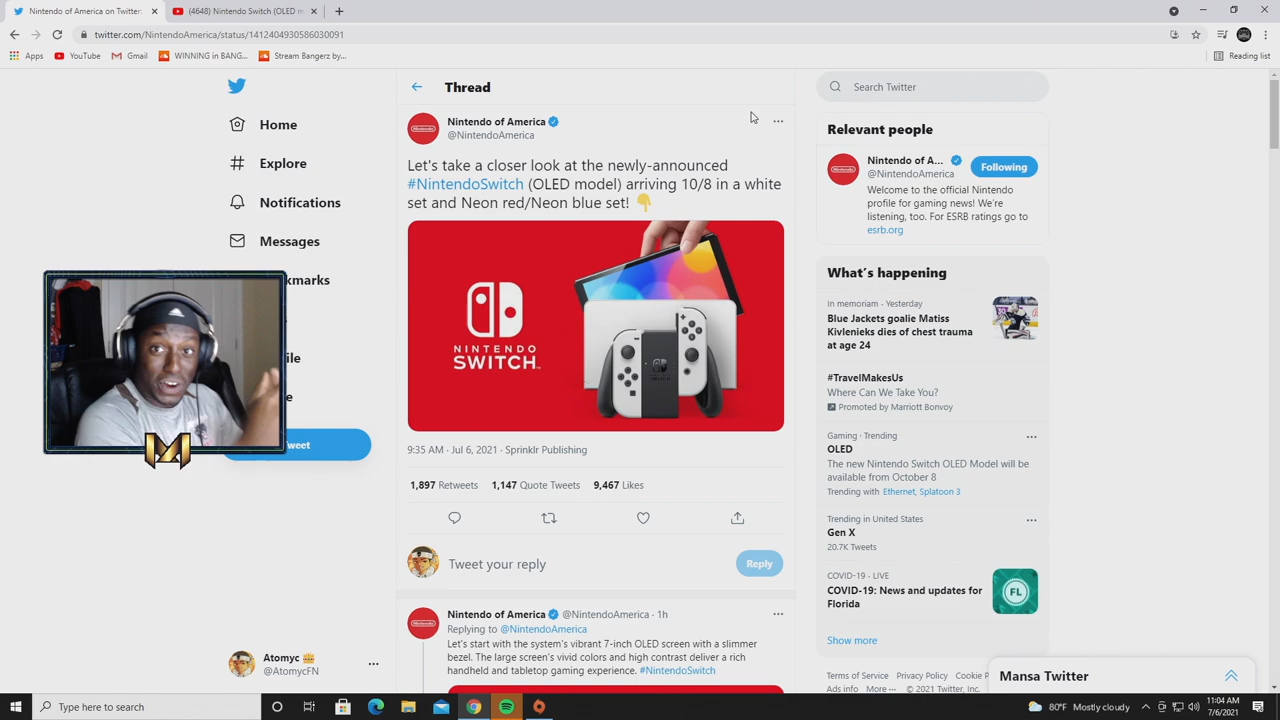 Nintendo of America on Twitter
(4648) Nintendo Switch (OLED m
twitter.com/NintendoAmerica/status/1412404930586030091
Apps
YouTube
Gmail
WINNING in BANG...
Stream Bangerz by...
Reading list
Thread
Search Twitter
Home
Explore
Notifications
Messages
kmarks
ile
e
weet
Nintendo of America
@NintendoAmerica
Let's take a closer look at the newly-announced
#NintendoSwitch (OLED model) arriving 10/8 in a white
set and Neon red/Neon blue set! 👇
NINTENDO
SWITCH
9:35 AM · Jul 6, 2021 · Sprinklr Publishing
1,897 Retweets 1,147 Quote Tweets 9,467 Likes
Tweet your reply
Reply
Nintendo of America @NintendoAmerica · 1h
Replying to @NintendoAmerica
Let's start with the system's vibrant 7-inch OLED screen with a slimmer
bezel. The large screen's vivid colors and high contrast deliver a rich
handheld and tabletop gaming experience. #NintendoSwitch
Relevant people
Nintendo of A...
@NintendoAmerica
Following
Welcome to the official Nintendo
profile for gaming news! We're
listening, too. For ESRB ratings go to
esrb.org
What's happening
In memoriam · Yesterday
Blue Jackets goalie Matiss
Kivlenieks dies of chest trauma
at age 24
#TravelMakesUs
Where Can We Take You?
Promoted by Marriott Bonvoy
Gaming · Trending
OLED
The new Nintendo Switch OLED Model will be
available from October 8
Trending with Ethernet, Splatoon 3
Trending in United States
Gen X
20.7K Tweets
COVID-19 · LIVE
COVID-19: News and updates for
Florida
FL
Show more
Terms of Service Privacy Policy Cookie P
Ad info More ··· © 2021 Twitter, Inc.
Mansa Twitter
Atomyc
@AtomycFN
Type here to search
80°F Mostly cloudy
11:04 AM
7/6/2021